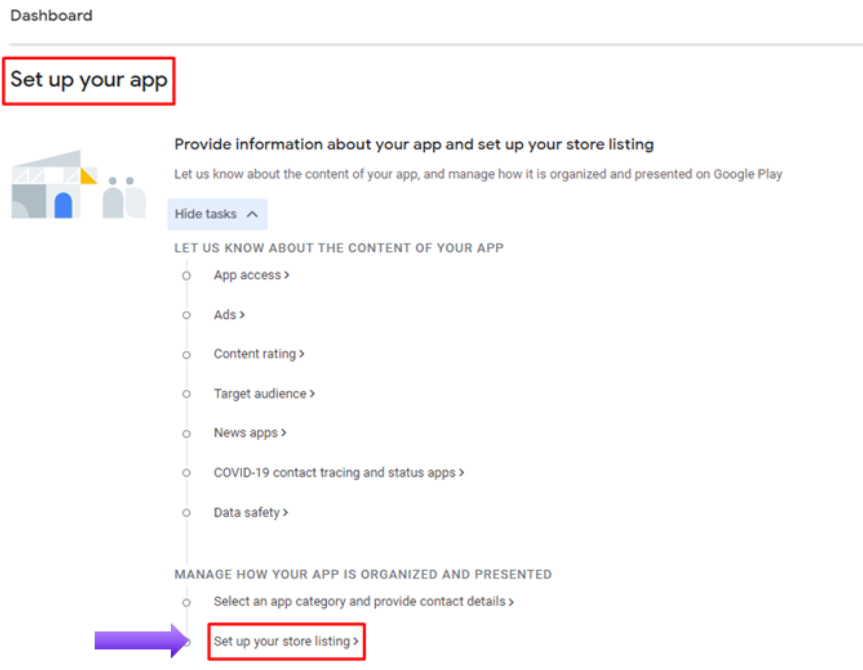 Dashboard
Set up your app
Provide information about your app and set up your store listing
Let us know about the content of your app, and manage how it is organized and presented on Google Play
Hide tasks
LET US KNOW ABOUT THE CONTENT OF YOUR APP
App access >
Ads >
Content rating >
Target audience >
News apps >
COVID-19 contact tracing and status apps >
Data safety >
MANAGE HOW YOUR APP IS ORGANIZED AND PRESENTED
Select an app category and provide contact details >
Set up your store listing >